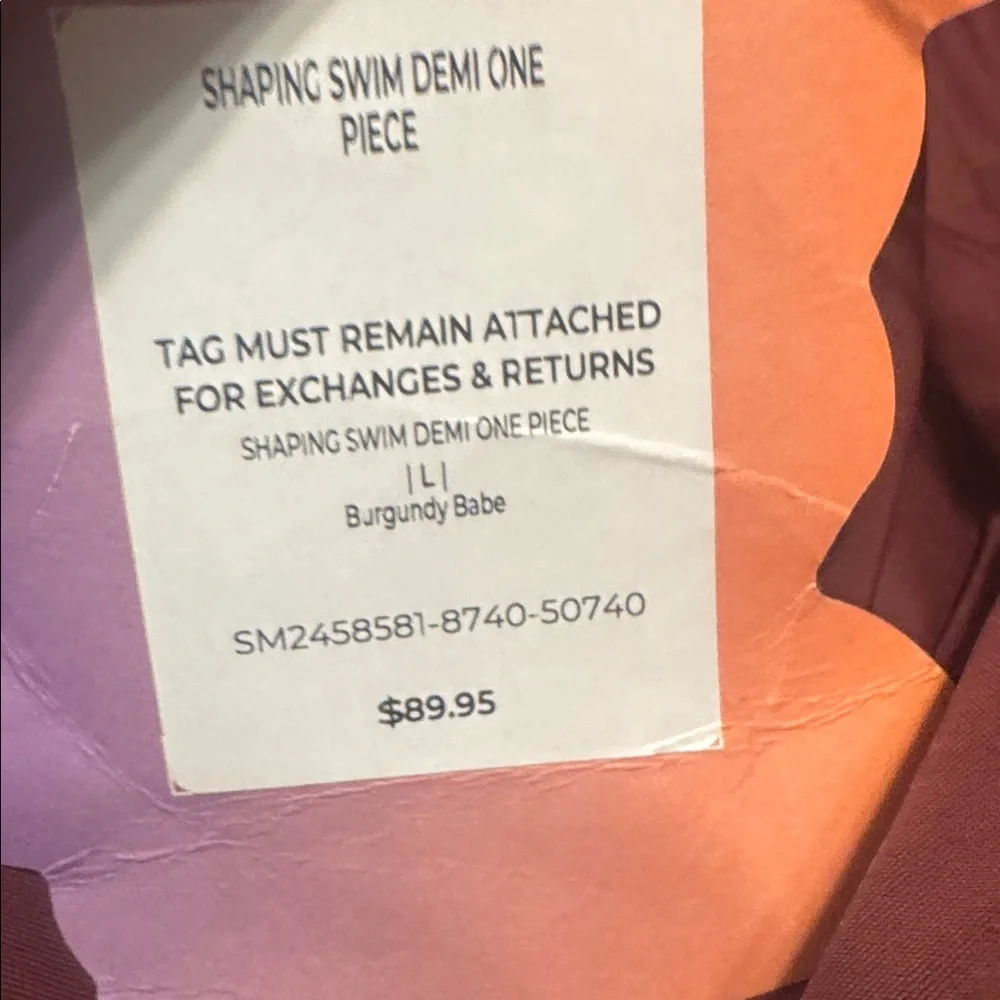 SHAPING SWIM DEMI ONE
PIECE
TAG MUST REMAIN ATTACHED
FOR EXCHANGES & RETURNS
SHAPING SWIM DEMI ONE PIECE
| L |
Burgundy Babe
SM2458581-8740-50740
$89.95